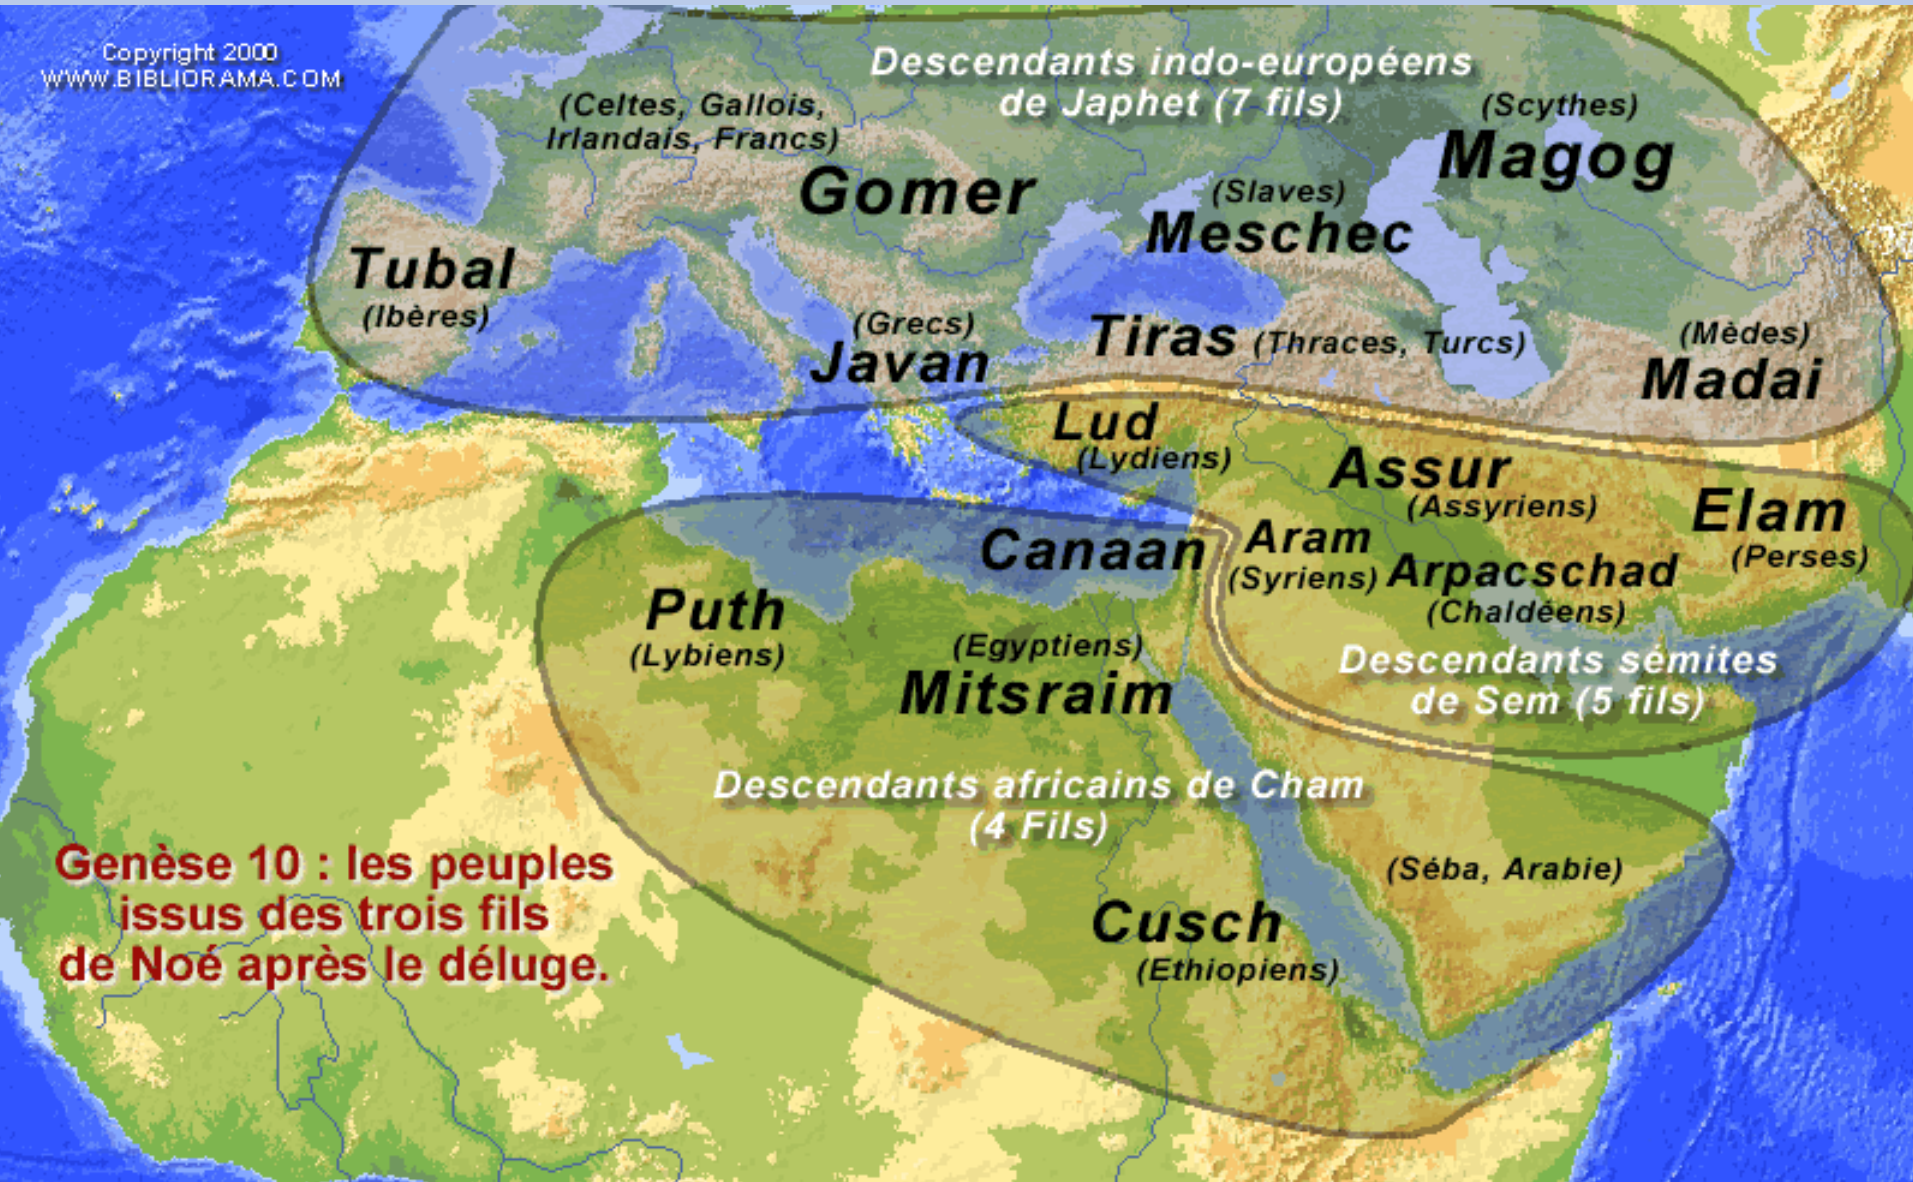 Copyright 2000
WWW.BIBLIORAMA.COM
Descendants indo-européens
de Japhet (7 fils)
(Celtes, Gallois,
Irlandais, Francs)
Gomer
(Scythes)
Magog
(Slaves)
Meschec
Tubal
(Ibères)
(Grecs)
Javan
Tiras (Thraces, Turcs)
(Mèdes)
Madai
Lud
(Lydiens)
Assur
(Assyriens)
Elam
(Perses)
Aram
(Syriens)
Arpacschad
(Chaldéens)
Descendants sémites
de Sem (5 fils)
Canaan
Puth
(Lybiens)
(Egyptiens)
Mitsraim
Descendants africains de Cham
(4 Fils)
(Séba, Arabie)
Cusch
(Ethiopiens)
Genèse 10 : les peuples
issus des trois fils
de Noé après le déluge.